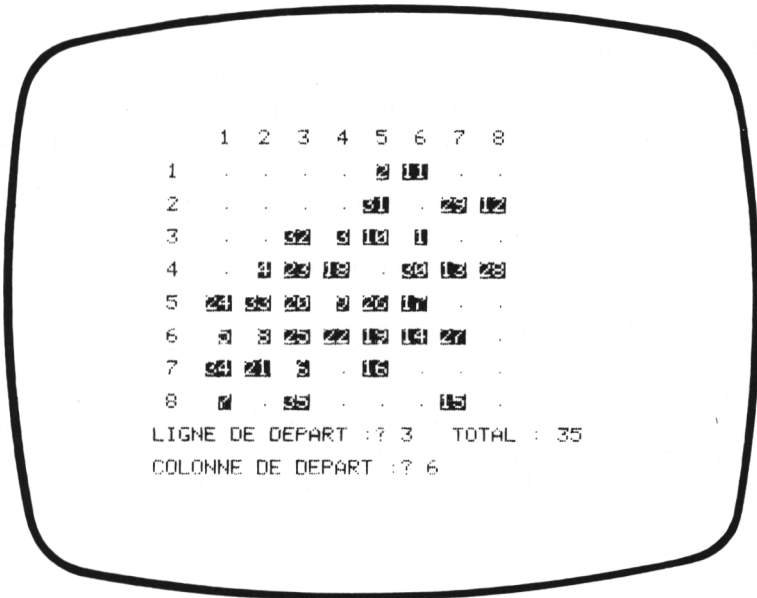 1 2 3 4 5 6 7 8
1 . . . . 2 11 . .
2 . . . . 31 . 29 12
3 . . 32 3 10 1 . .
4 . 4 23 18 . 30 13 28
5 24 33 20 9 26 17 . .
6 5 8 25 22 19 14 27 .
7 34 21 6 . 16 . . .
8 7 . 35 . . . 15 .
LIGNE DE DEPART :? 3 TOTAL : 35
COLONNE DE DEPART :? 6